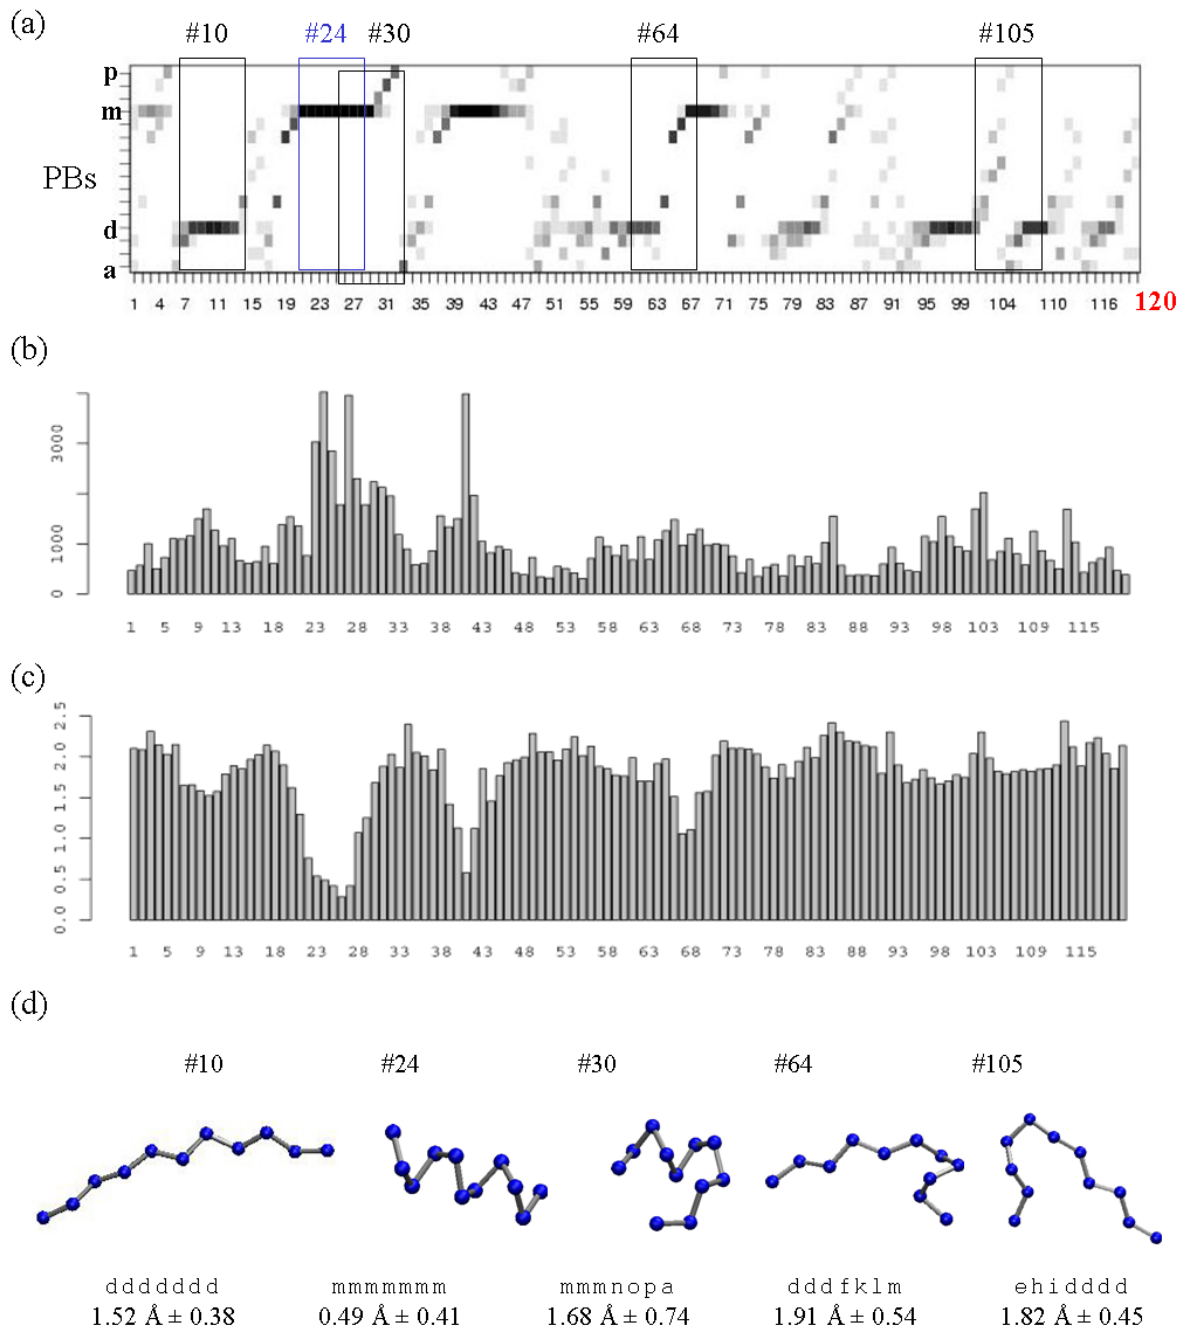 (a)
#10 #24 #30 #64 #105
p
m
PBs
d
a
1 4 7 11 15 19 23 27 31 35 39 43 47 51 55 59 63 67 71 75 79 83 87 91 95 99 104 110 116 120
(b)
3000
1000
0
1 5 9 13 18 23 28 33 38 43 48 53 58 63 68 73 78 83 88 93 98 103 109 115
(c)
2.5
2.0
1.5
1.0
0.5
0.0
1 5 9 13 18 23 28 33 38 43 48 53 58 63 68 73 78 83 88 93 98 103 109 115
(d)
#10 #24 #30 #64 #105
ddddddd mmmmmmm mmmnopa dddfklm ehidddd
1.52 Å ± 0.38 0.49 Å ± 0.41 1.68 Å ± 0.74 1.91 Å ± 0.54 1.82 Å ± 0.45